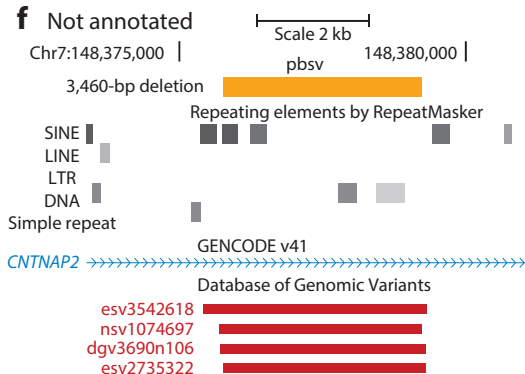 f Not annotated
Scale 2 kb
Chr7:148,375,000 148,380,000
pbsv
3,460-bp deletion
Repeating elements by RepeatMasker
SINE
LINE
LTR
DNA
Simple repeat
GENCODE v41
CNTNAP2
Database of Genomic Variants
esv3542618
nsv1074697
dgv3690n106
esv2735322